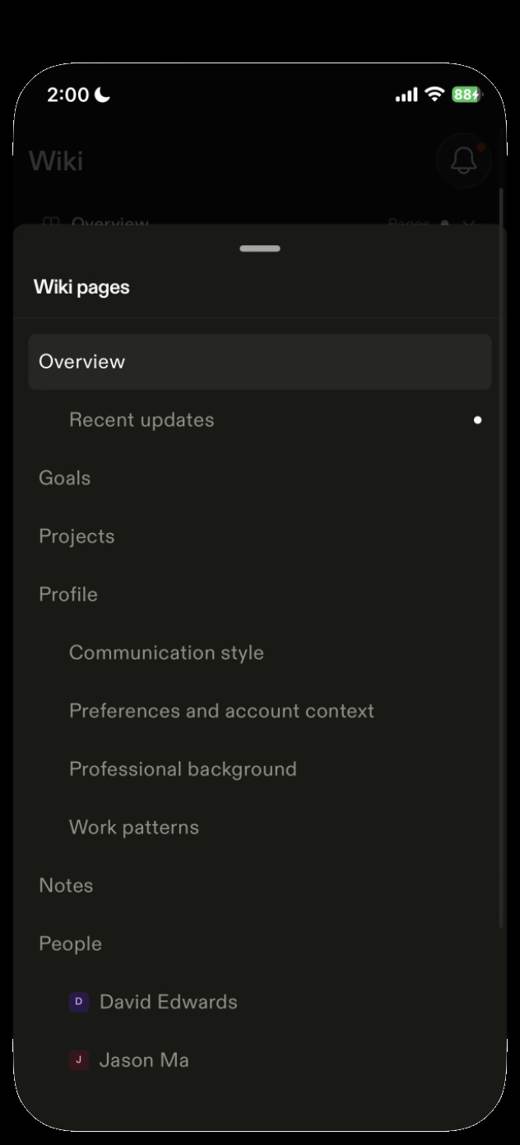 2:00
88
Wiki
Overview
Pages
Wiki pages
Overview
Recent updates
Goals
Projects
Profile
Communication style
Preferences and account context
Professional background
Work patterns
Notes
People
D David Edwards
J Jason Ma